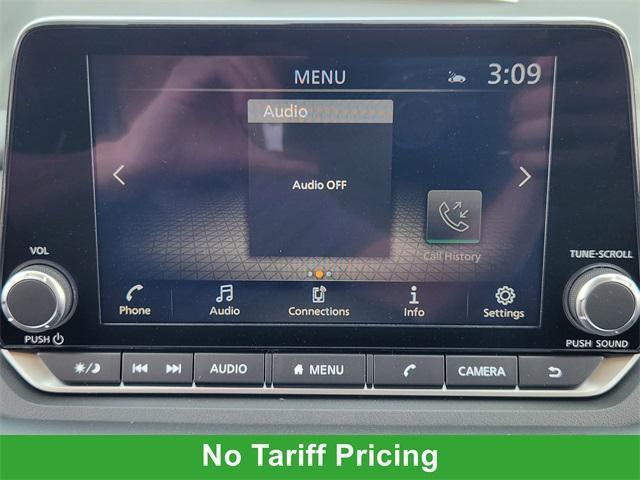 MENU
3:09
Audio
Audio OFF
Call History
VOL
TUNE-SCROLL
Phone
Audio
Connections
Info
Settings
PUSH
PUSH SOUND
AUDIO
MENU
CAMERA
No Tariff Pricing